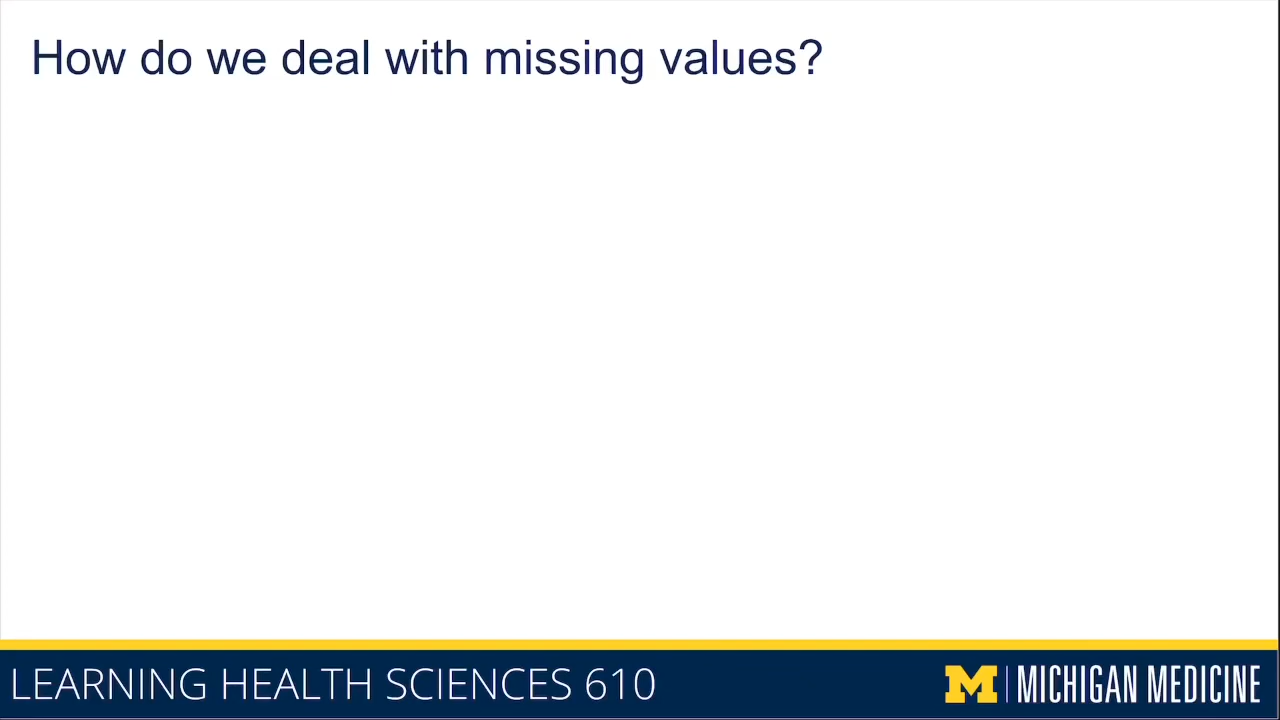 How do we deal with missing values?
LEARNING HEALTH SCIENCES 610
M MICHIGAN MEDICINE